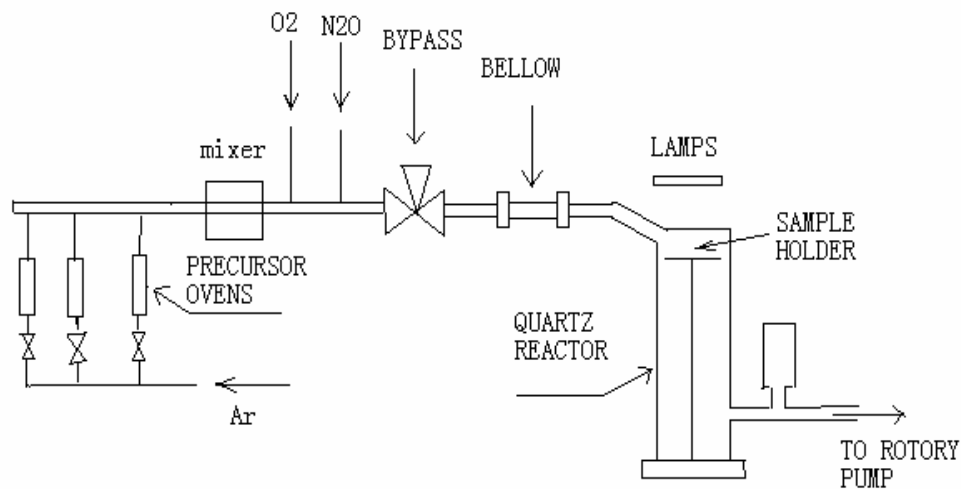 O2
N2O
BYPASS
BELLOW
mixer
LAMPS
SAMPLE
HOLDER
PRECURSOR
OVENS
QUARTZ
REACTOR
Ar
TO ROTORY
PUMP